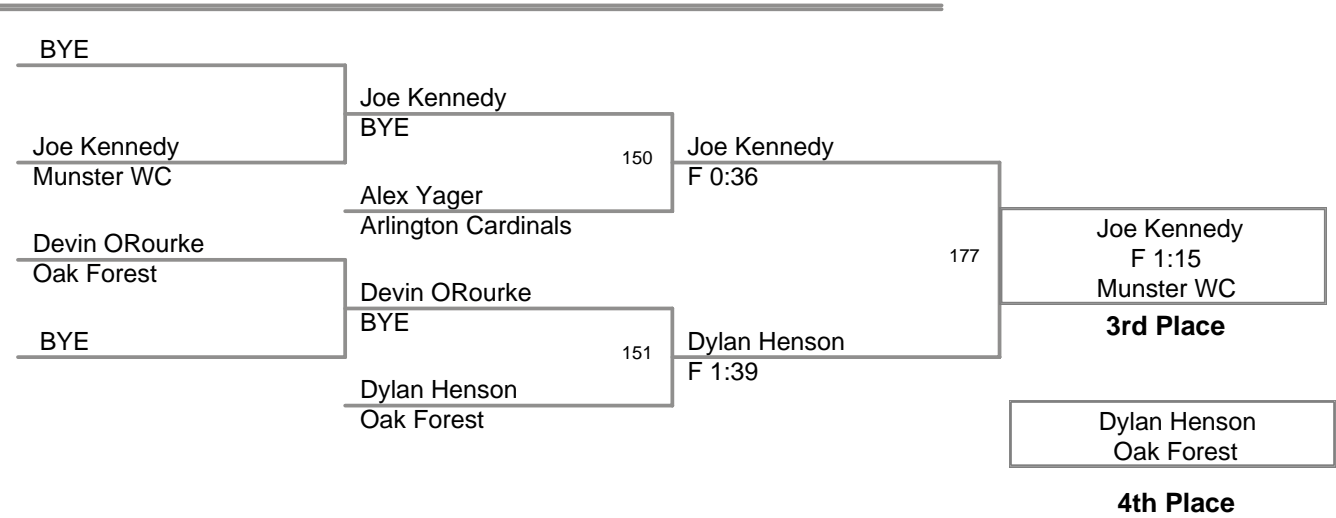 BYE
Joe Kennedy
BYE
Joe Kennedy
Munster WC
150
Joe Kennedy
F 0:36
Alex Yager
Arlington Cardinals
Devin ORourke
Oak Forest
177
Joe Kennedy
F 1:15
Munster WC
3rd Place
Devin ORourke
BYE
BYE
151
Dylan Henson
F 1:39
Dylan Henson
Oak Forest
Dylan Henson
Oak Forest
4th Place